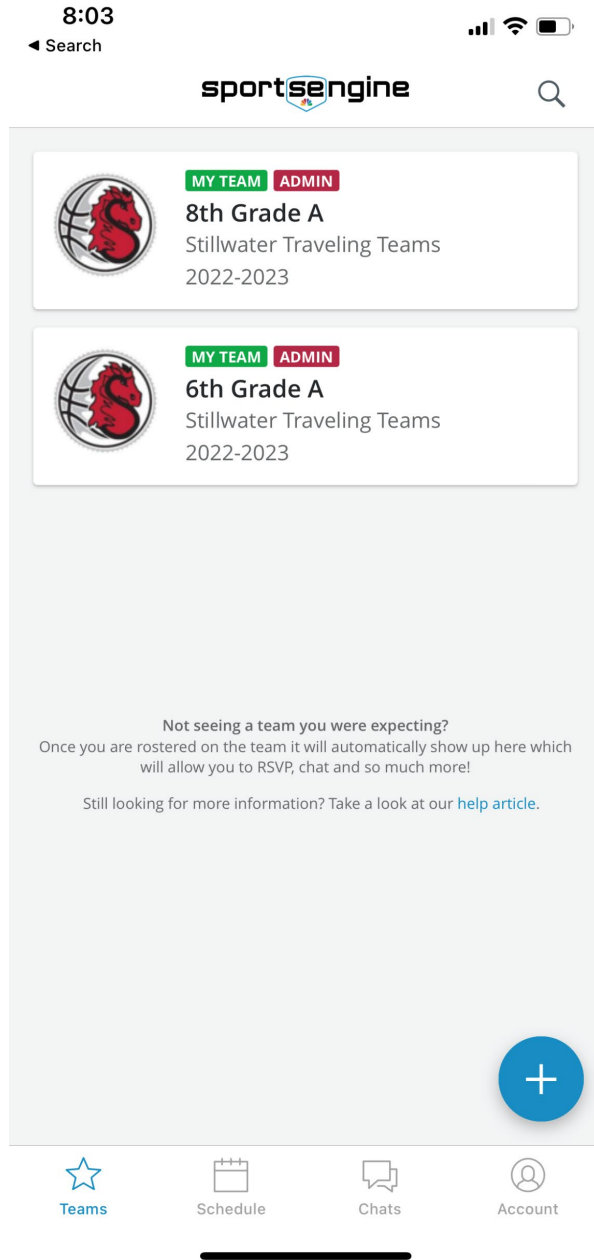 8:03
◀ Search
sportsengine
MY TEAM ADMIN
8th Grade A
Stillwater Traveling Teams
2022-2023
MY TEAM ADMIN
6th Grade A
Stillwater Traveling Teams
2022-2023
Not seeing a team you were expecting?
Once you are rostered on the team it will automatically show up here which
will allow you to RSVP, chat and so much more!
Still looking for more information? Take a look at our help article.
Teams Schedule Chats Account